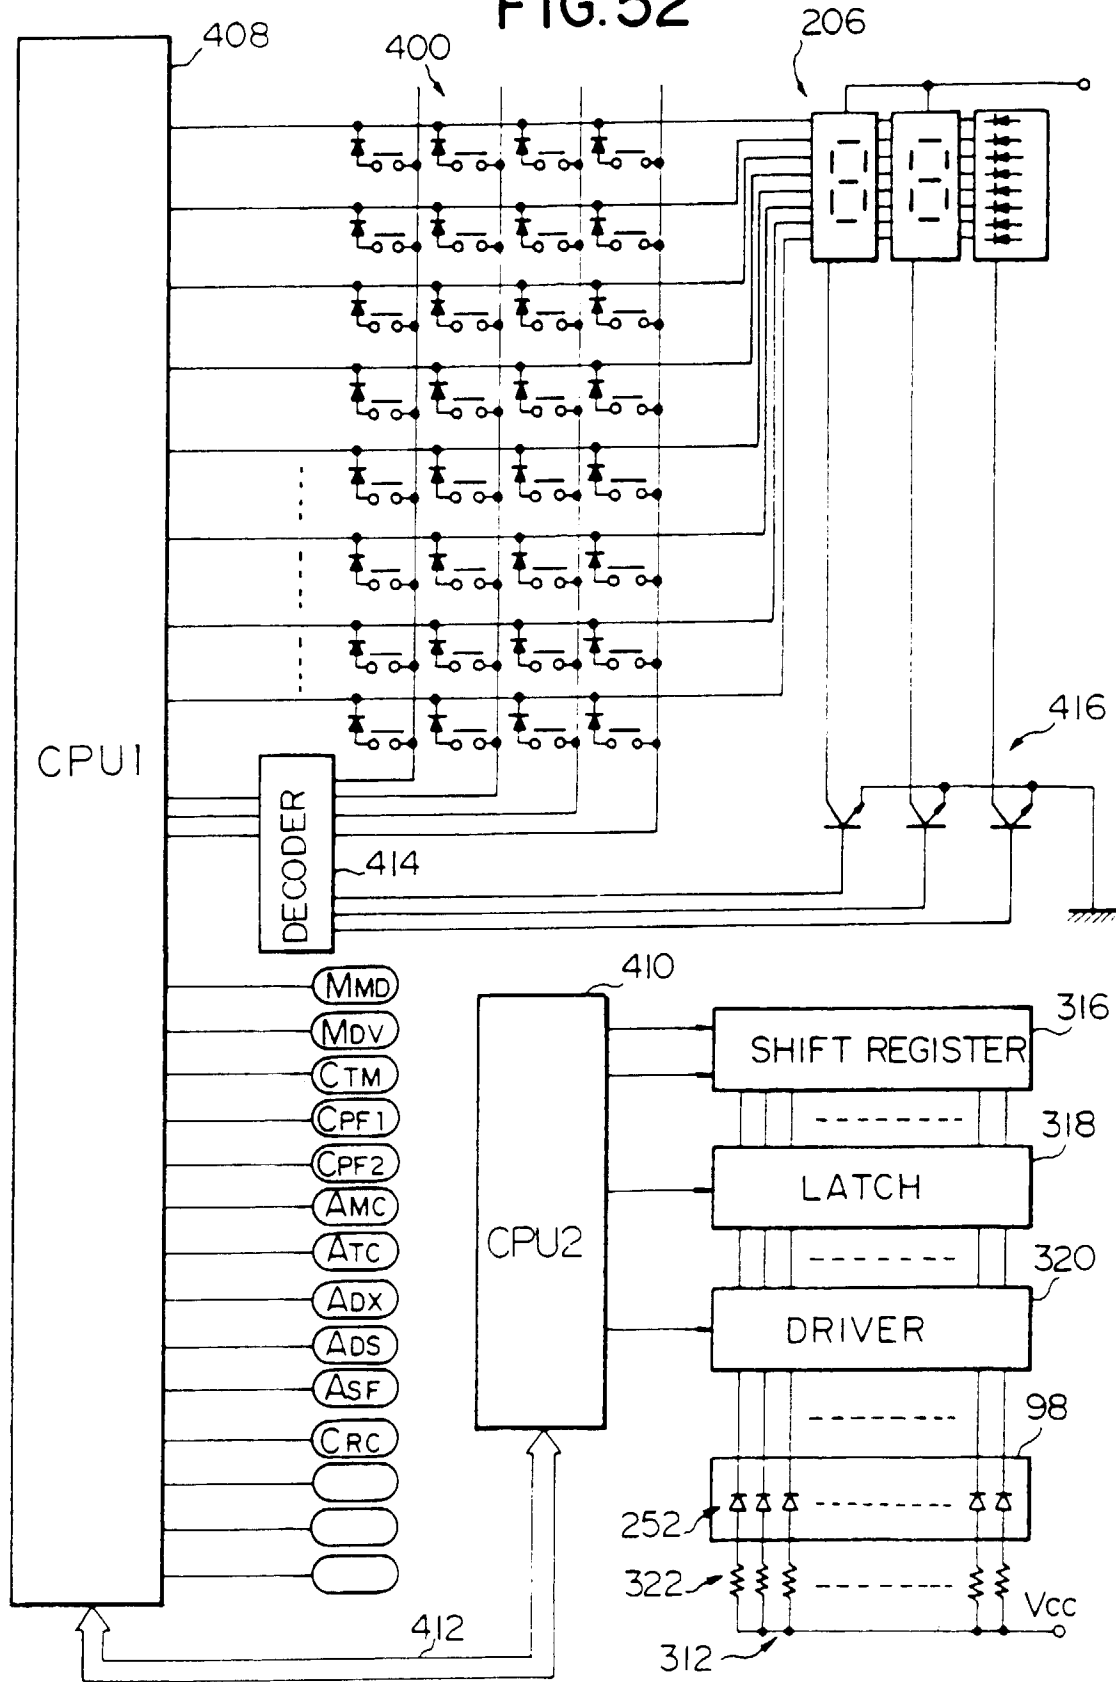 FIG. 52
408
400
206
CPU1
416
DECODER
414
MMD
MDV
CTM
CPF1
CPF2
AMC
ATC
ADX
ADS
ASF
CRC
410
CPU2
316
SHIFT REGISTER
318
LATCH
320
DRIVER
98
252
322
VCC
312
412